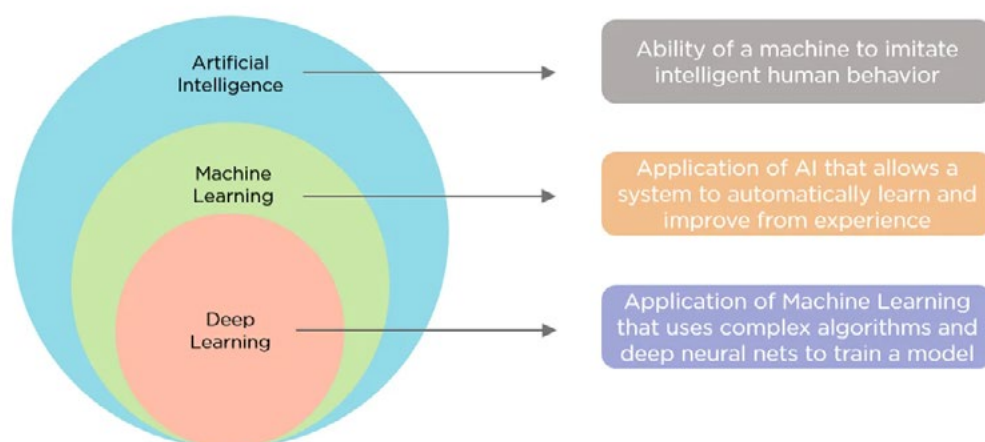 Artificial
Intelligence
Ability of a machine to imitate
intelligent human behavior
Machine
Learning
Application of AI that allows a
system to automatically learn and
improve from experience
Deep
Learning
Application of Machine Learning
that uses complex algorithms and
deep neural nets to train a model